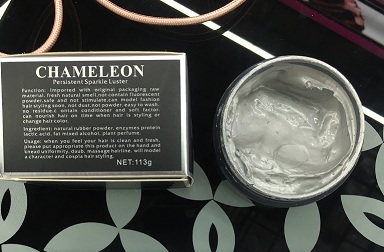 CHAMELEON
Persistent Sparkle Luster
Function: Imported with original packaging raw
material, fresh natural smell,not contain fluorescent
powder,safe and not stimulate,can model fashion
hair styling soon, not dust,not powder, easy to wash,
no residue,c ontain conditioner and soft factor.
can nourish hair on time when hair is styling or
change hair color.
Ingredient: natural rubber powder, enzymes protein
lactic acid, fat mixed alcohol, plant perfume.
Usage: when you feel your hair is clean and fresh,
please put appropriate this product on the hand and
bread uniformity, daub, massage hairline, will model
a character and cospla hairstyling.
NET:113g